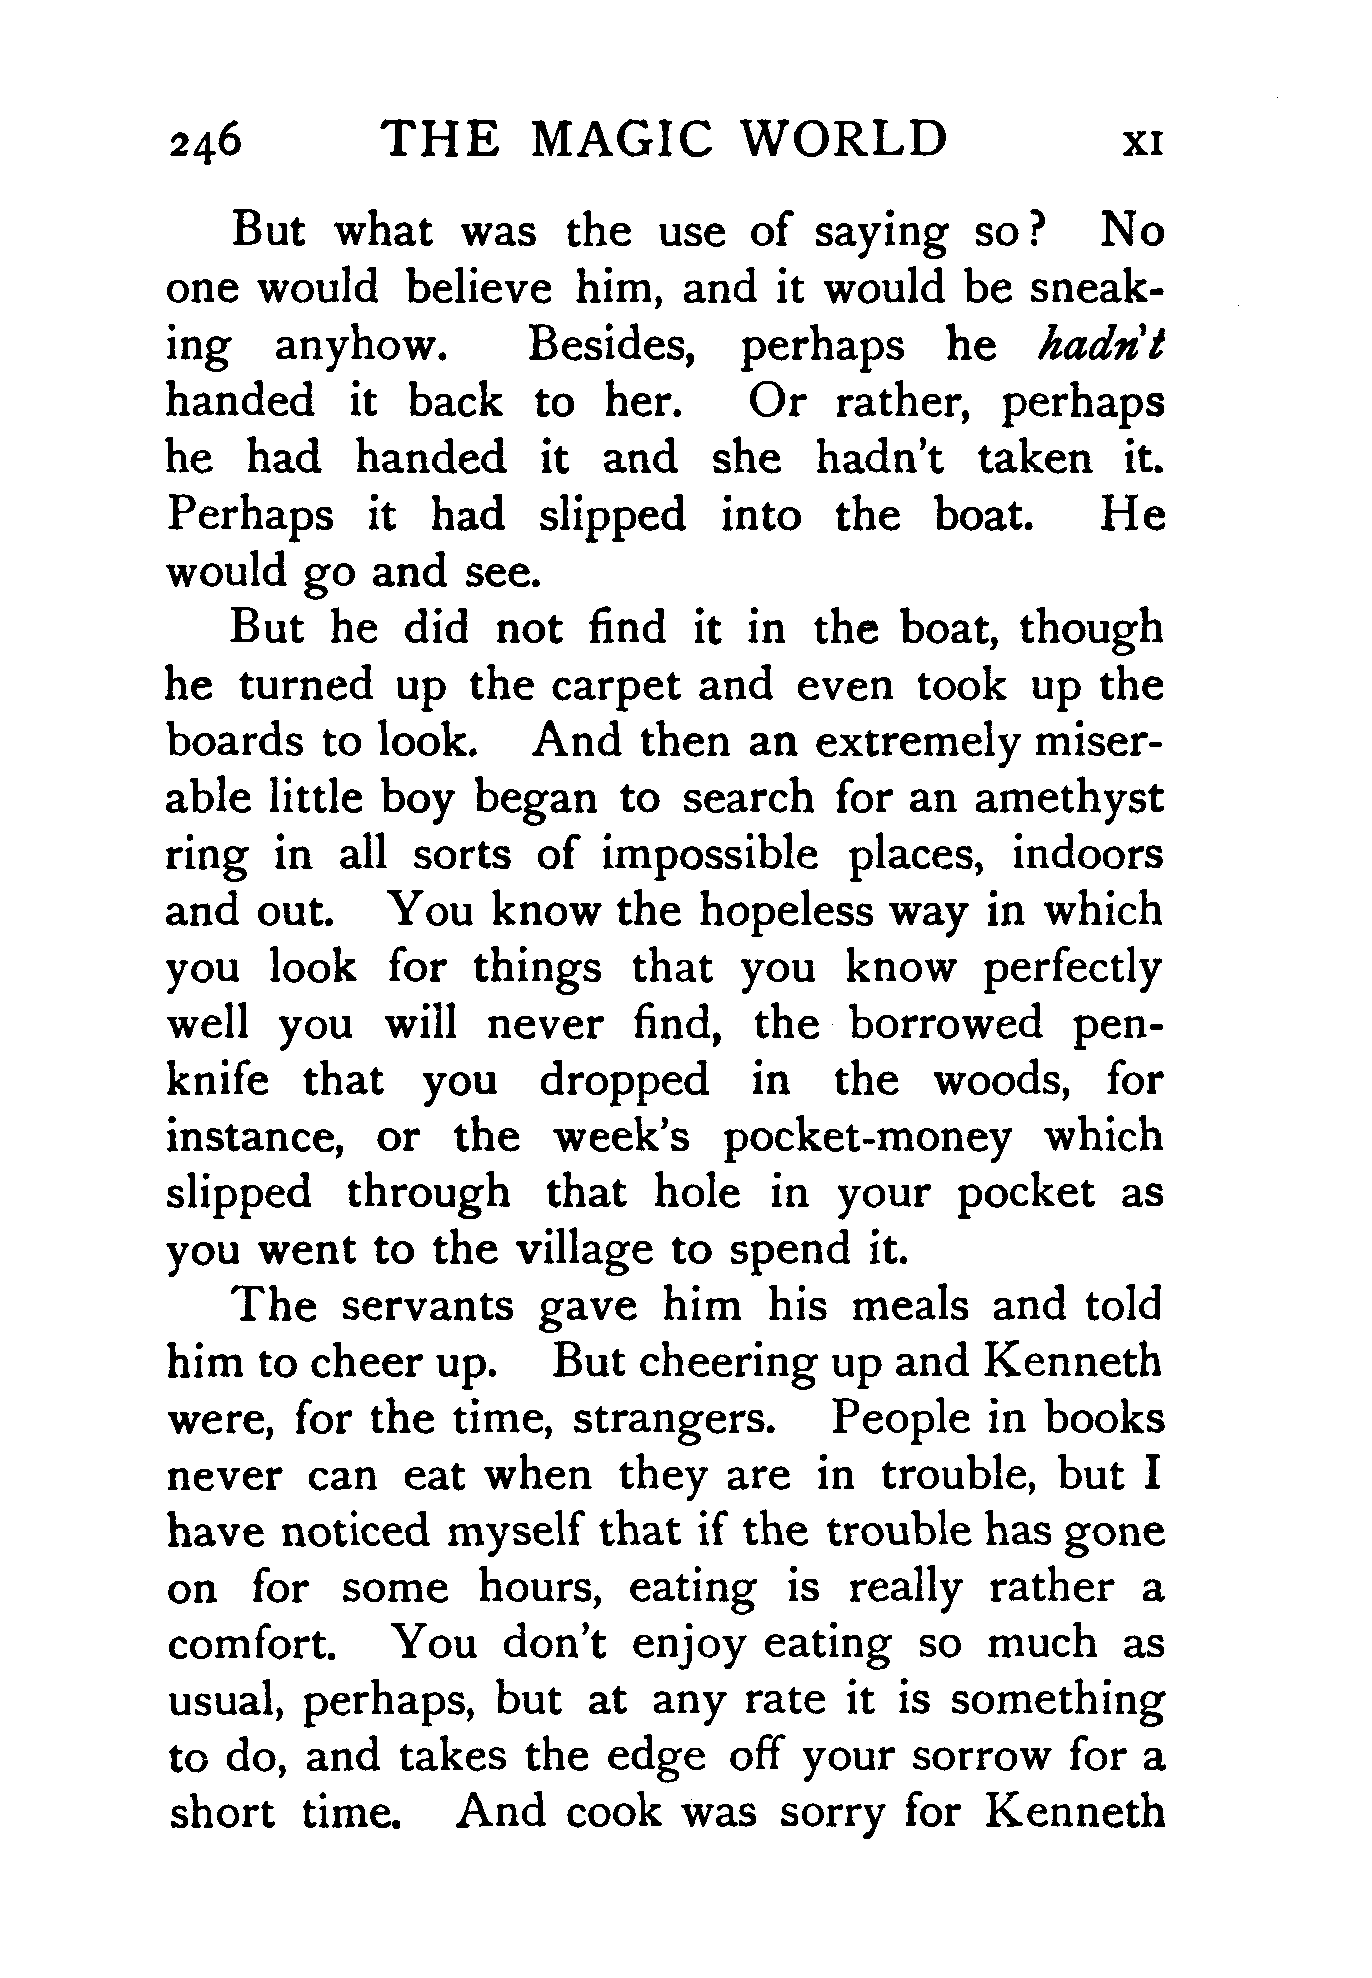 246 THE MAGIC WORLD XI
But what was the use of saying so? No
one would believe him, and it would be sneak-
ing anyhow. Besides, perhaps he hadn't
handed it back to her. Or rather, perhaps
he had handed it and she hadn't taken it.
Perhaps it had slipped into the boat. He
would go and see.
But he did not find it in the boat, though
he turned up the carpet and even took up the
boards to look. And then an extremely miser-
able little boy began to search for an amethyst
ring in all sorts of impossible places, indoors
and out. You know the hopeless way in which
you look for things that you know perfectly
well you will never find, the borrowed pen-
knife that you dropped in the woods, for
instance, or the week's pocket-money which
slipped through that hole in your pocket as
you went to the village to spend it.
The servants gave him his meals and told
him to cheer up. But cheering up and Kenneth
were, for the time, strangers. People in books
never can eat when they are in trouble, but I
have noticed myself that if the trouble has gone
on for some hours, eating is really rather a
comfort. You don't enjoy eating so much as
usual, perhaps, but at any rate it is something
to do, and takes the edge off your sorrow for a
short time. And cook was sorry for Kenneth